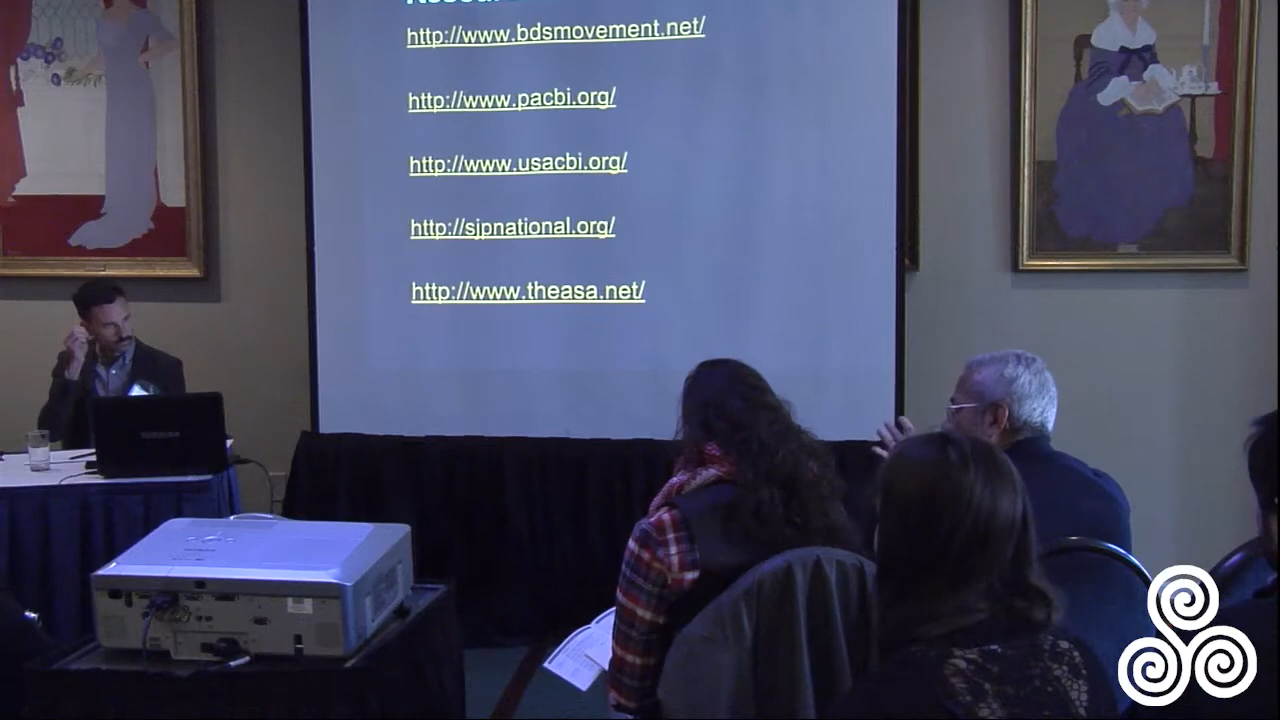 http://www.bdsmovement.net/
http://www.pacbi.org/
http://www.usacbi.org/
http://sjpnational.org/
http://www.theasa.net/
TOSHIBA